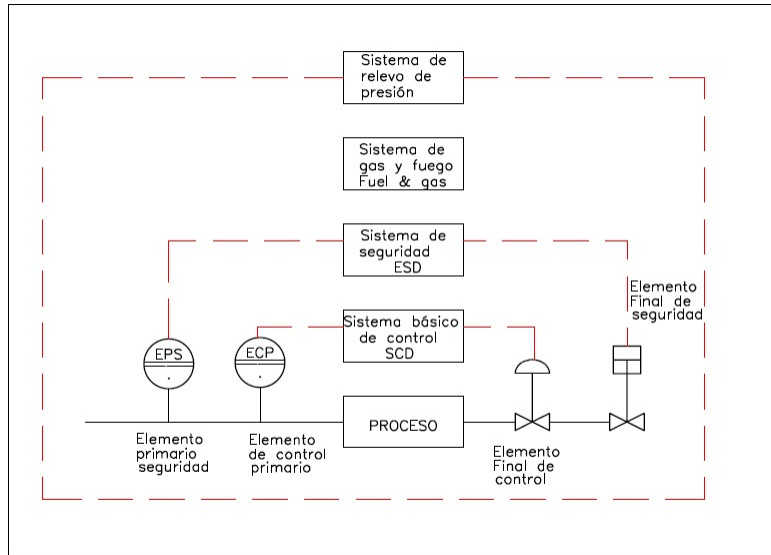 Sistema de
relevo de
presión
Sistema de
gas y fuego
Fuel & gas
Sistema de
seguridad
ESD
Elemento
Final de
seguridad
Sistema básico
de control
SCD
EPS
ECP
PROCESO
Elemento
primario
seguridad
Elemento
de control
primario
Elemento
Final de
control